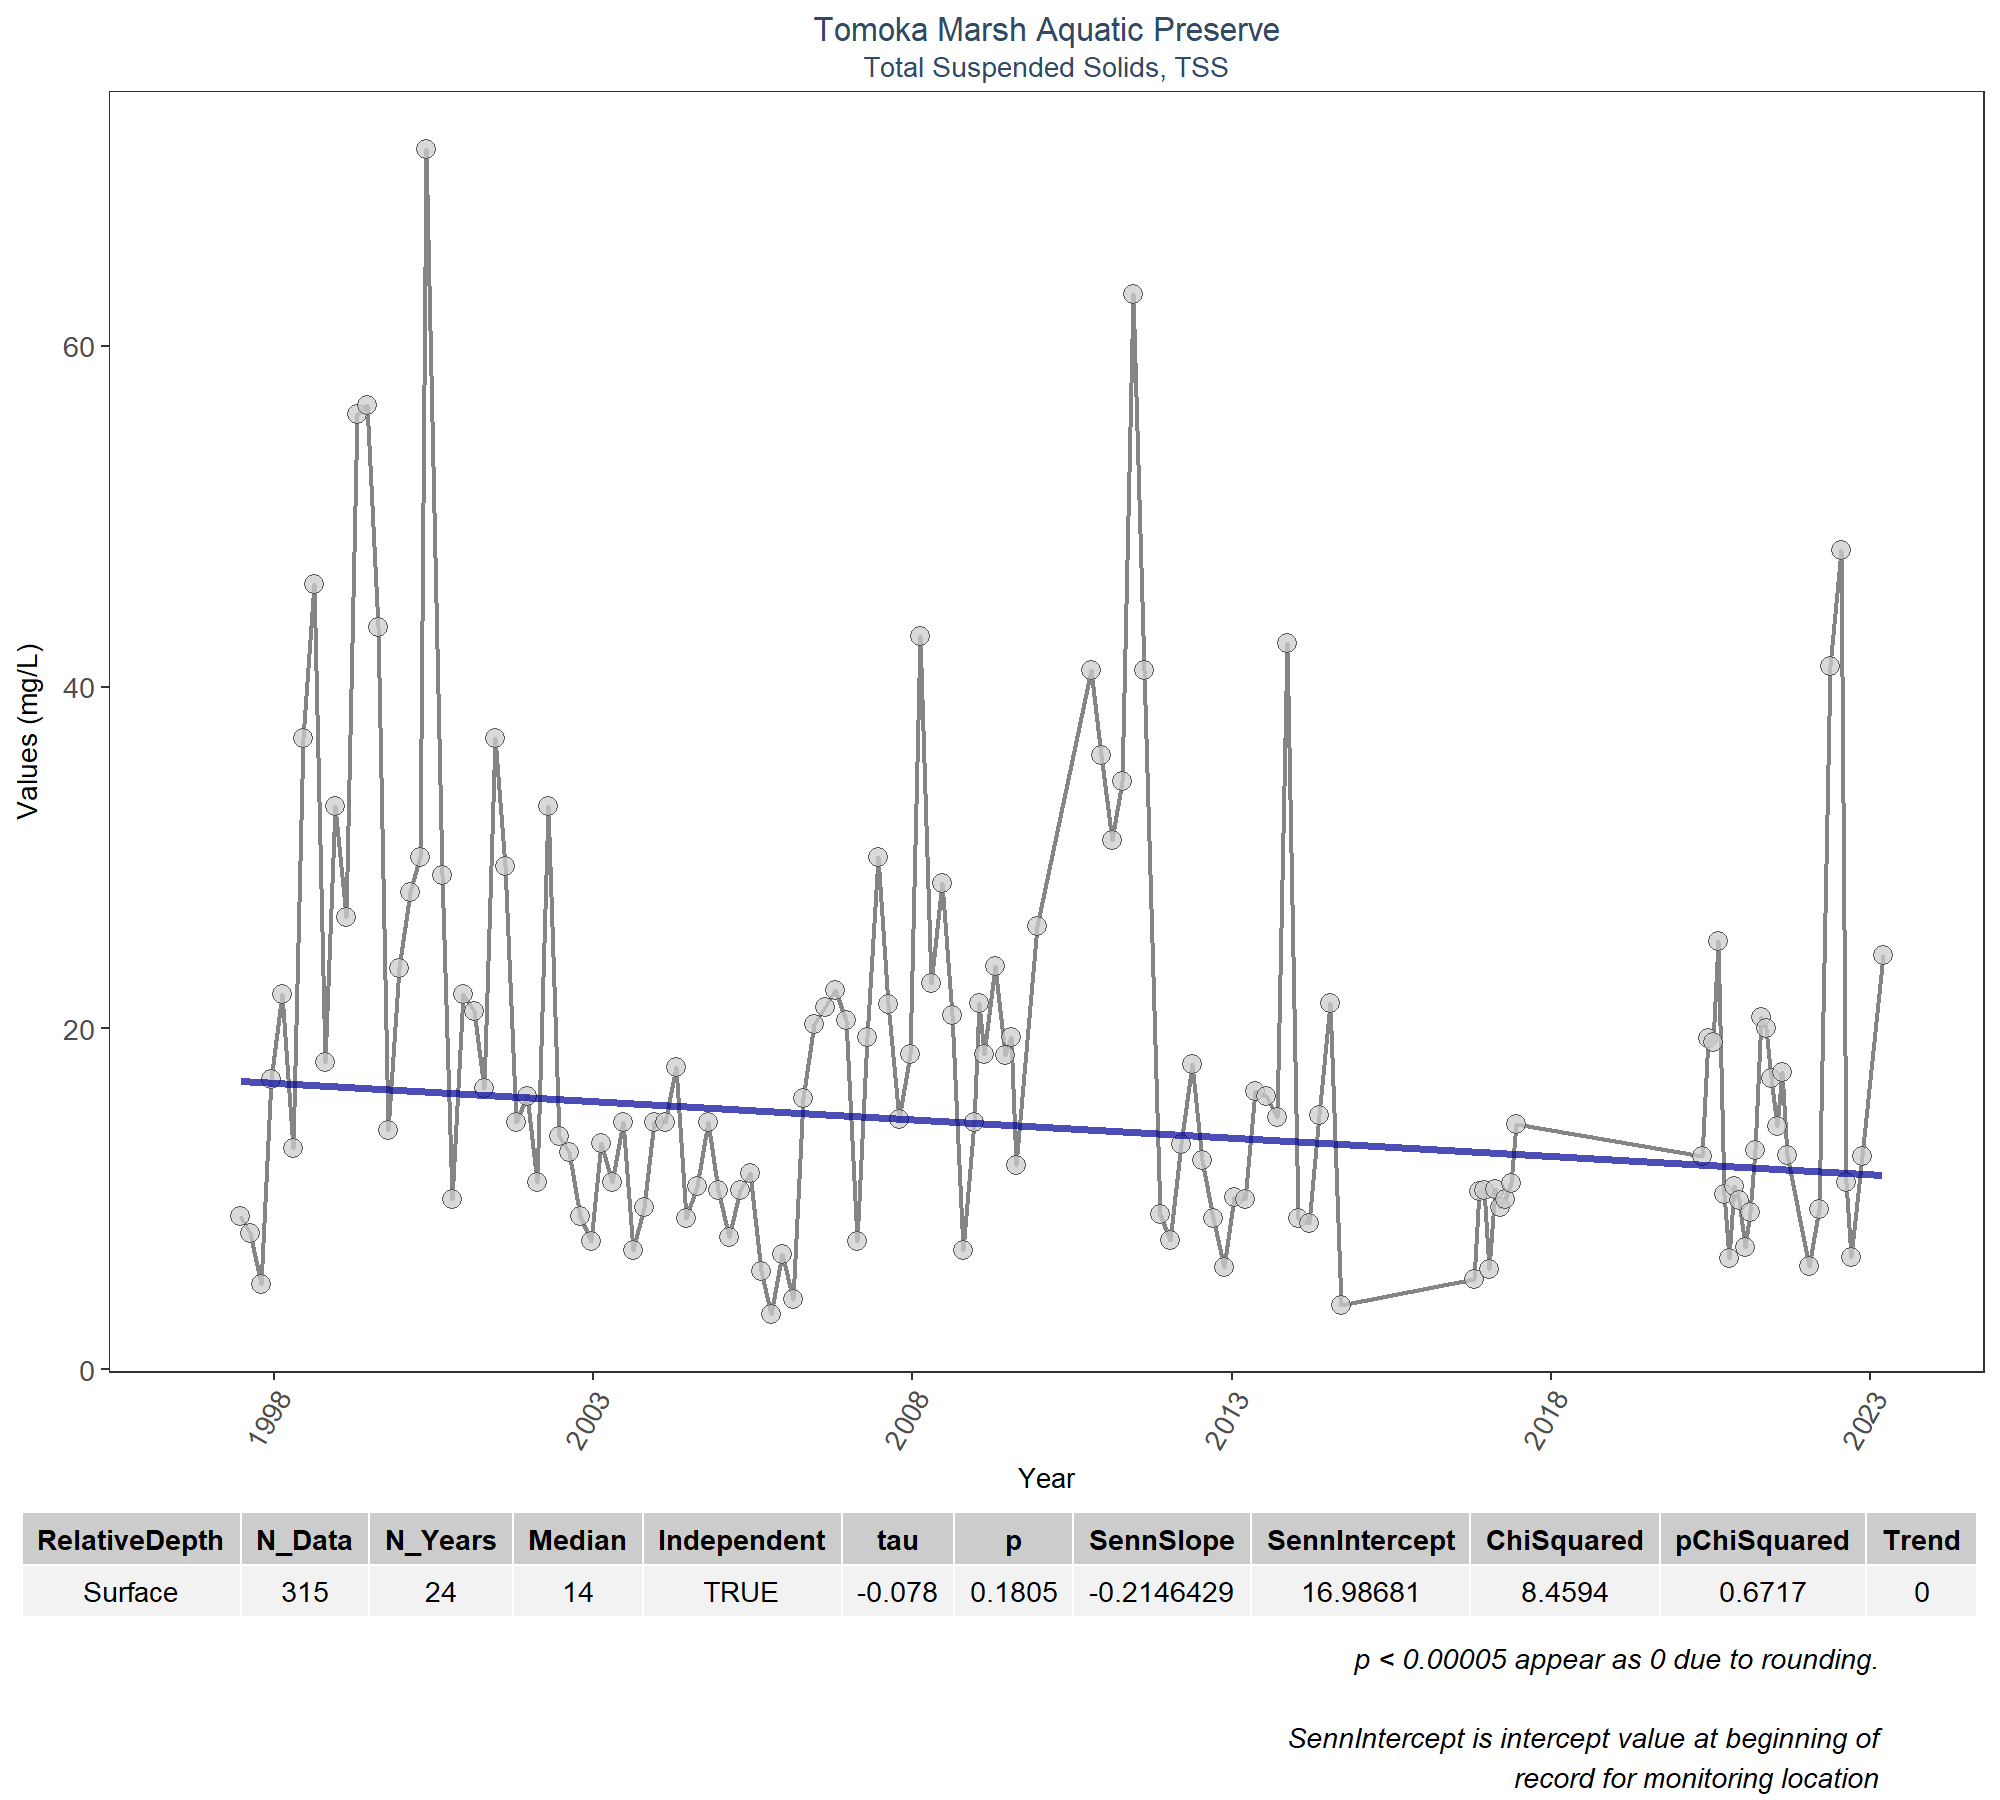 Tomoka Marsh Aquatic Preserve
Total Suspended Solids, TSS
Values (mg/L)
60
40
20
0
1998 2003 2008 2013 2018 2023
Year
RelativeDepth N_Data N_Years Median Independent tau p SennSlope SennIntercept ChiSquared pChiSquared Trend
Surface 315 24 14 TRUE -0.078 0.1805 -0.2146429 16.98681 8.4594 0.6717 0
p < 0.00005 appear as 0 due to rounding.
SennIntercept is intercept value at beginning of
record for monitoring location